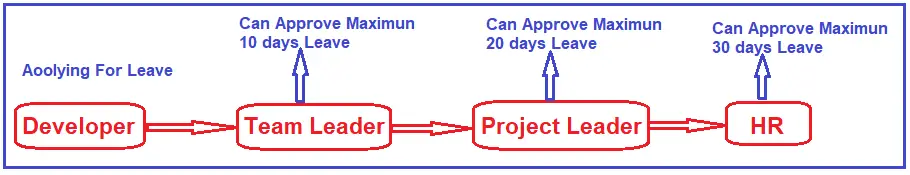 Can Approve Maximun
10 days Leave
Can Approve Maximun
20 days Leave
Can Approve Maximun
30 days Leave
Aoolying For Leave
Developer
Team Leader
Project Leader
HR